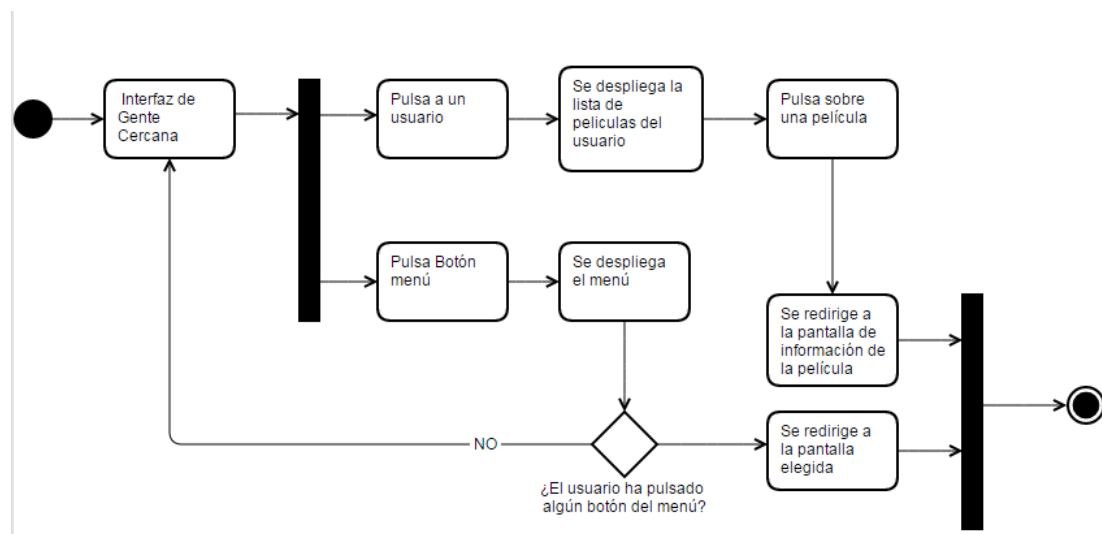 Interfaz de
Gente
Cercana
Pulsa a un
usuario
Se despliega la
lista de
peliculas del
usuario
Pulsa sobre
una película
Pulsa Botón
menú
Se despliega
el menú
Se redirige a
la pantalla de
información de
la película
NO
¿El usuario ha pulsado
algún botón del menú?
Se redirige a
la pantalla
elegida